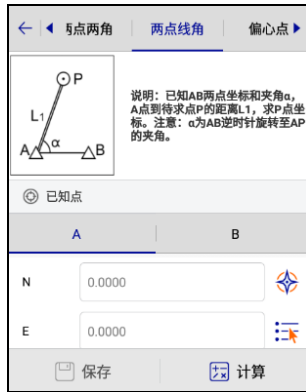 两点两角 两点线角 偏心点
P
L1
A α B
说明：已知AB两点坐标和夹角α，
A点到待求点P的距离L1，求P点坐
标。注意：α为AB逆时针旋转至AP
的夹角。
已知点
A B
N 0.0000
E 0.0000
保存 计算